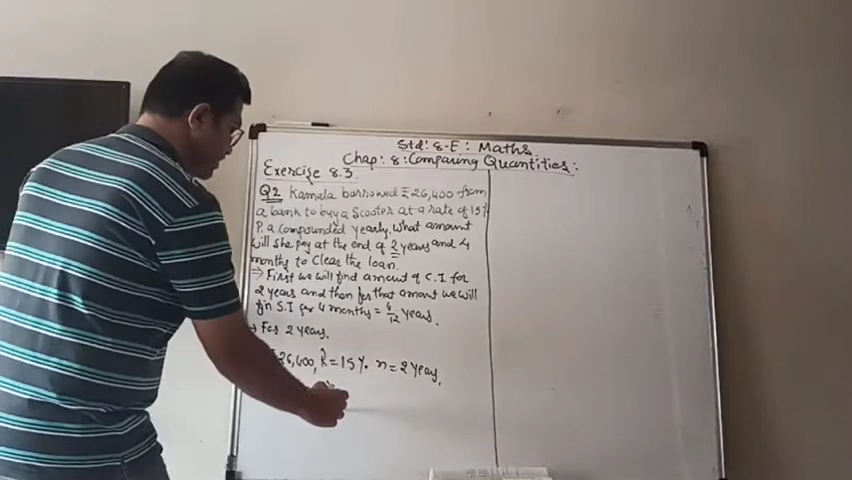 Std: 8-E: Maths
Chap: 8: Comparing Quantities:
Exercise 8.3
Q2 Kamala borrowed ₹26,400 from
a bank to buy a Scooter at a rate of 15%
P.a. compounded yearly. What amount
will she pay at the end of 2 years and 4
months to Clear the loan.
⇒ First we will find amount of C.I for
2 years and then for that amount we will
fin S.I for 4 months = 4/12 years.
⇒ For 2 years.
26,400, R = 15%. n = 2 years,